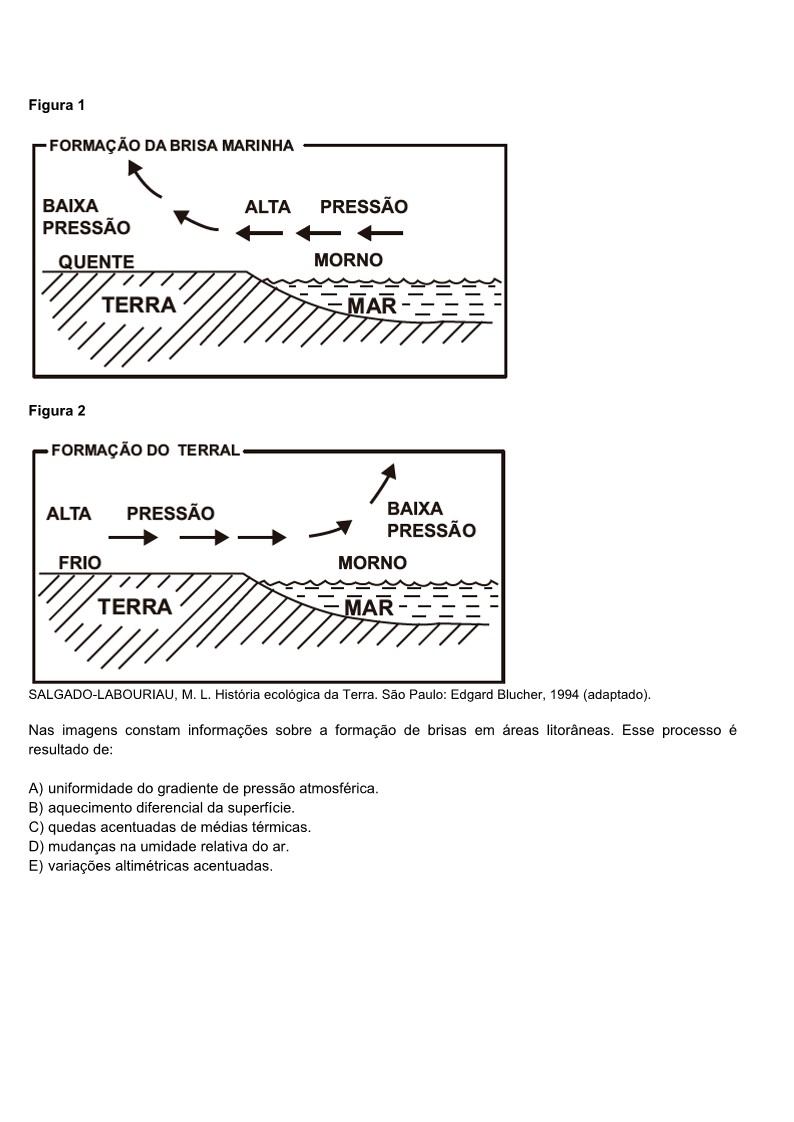 Figura 1
FORMAÇÃO DA BRISA MARINHA
BAIXA PRESSÃO
ALTA PRESSÃO
QUENTE
MORNO
TERRA
MAR
Figura 2
FORMAÇÃO DO TERRAL
ALTA PRESSÃO
BAIXA PRESSÃO
FRIO
MORNO
TERRA
MAR
SALGADO-LABOURIAU, M. L. História ecológica da Terra. São Paulo: Edgard Blucher, 1994 (adaptado).
Nas imagens constam informações sobre a formação de brisas em áreas litorâneas. Esse processo é
resultado de:
A) uniformidade do gradiente de pressão atmosférica.
B) aquecimento diferencial da superfície.
C) quedas acentuadas de médias térmicas.
D) mudanças na umidade relativa do ar.
E) variações altimétricas acentuadas.